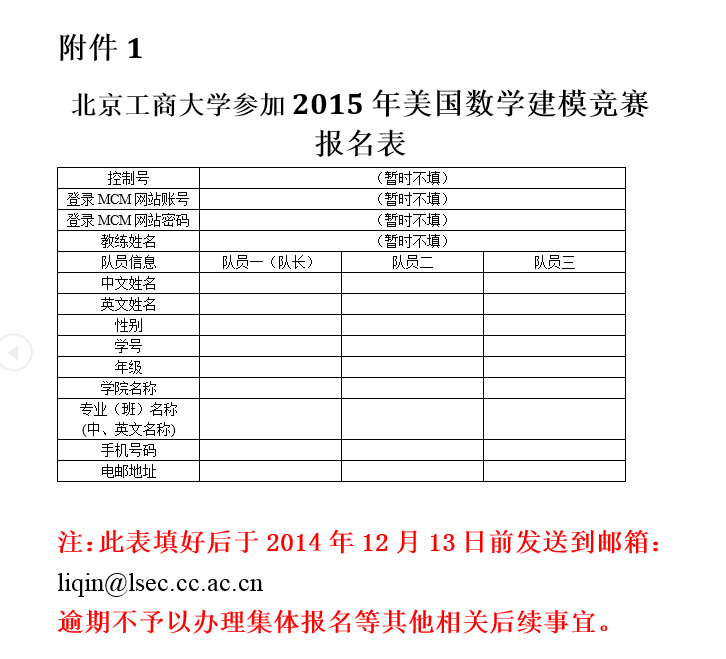 附件 1
北京工商大学参加 2015 年美国数学建模竞赛
报名表
控制号 （暂时不填）
登录 MCM 网站账号 （暂时不填）
登录 MCM 网站密码 （暂时不填）
教练姓名 （暂时不填）
队员信息 队员一（队长） 队员二 队员三
中文姓名
英文姓名
性别
学号
年级
学院名称
专业（班）名称
(中、英文名称)
手机号码
电邮地址
注：此表填好后于 2014 年 12 月 13 日前发送到邮箱：
liqin@lsec.cc.ac.cn
逾期不予以办理集体报名等其他相关后续事宜。